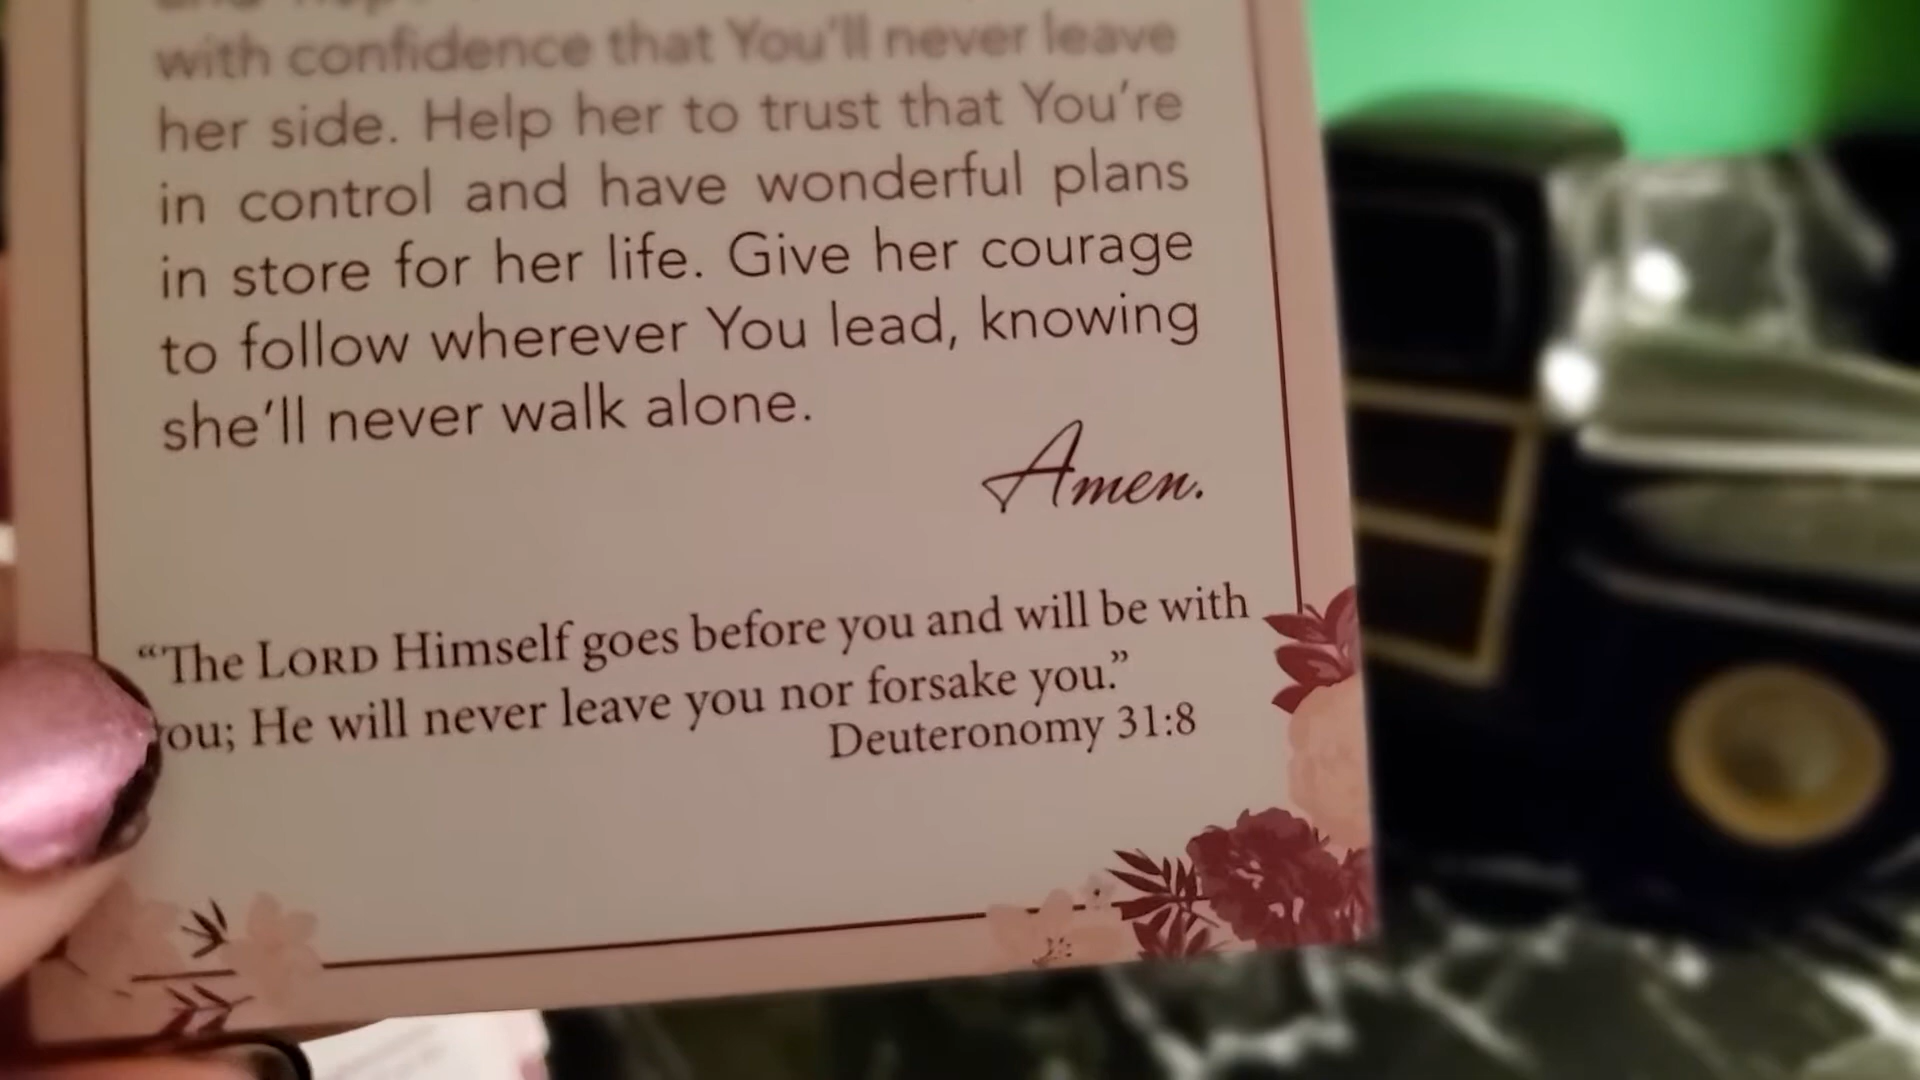 with confidence that You'll never leave
her side. Help her to trust that You're
in control and have wonderful plans
in store for her life. Give her courage
to follow wherever You lead, knowing
she'll never walk alone.
Amen.
“The LORD Himself goes before you and will be with
ou; He will never leave you nor forsake you.”
Deuteronomy 31:8